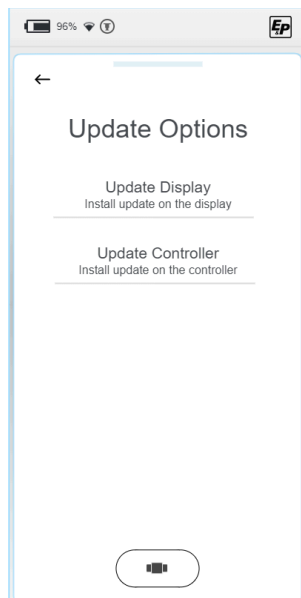 96%
EP
Update Options
Update Display
Install update on the display
Update Controller
Install update on the controller